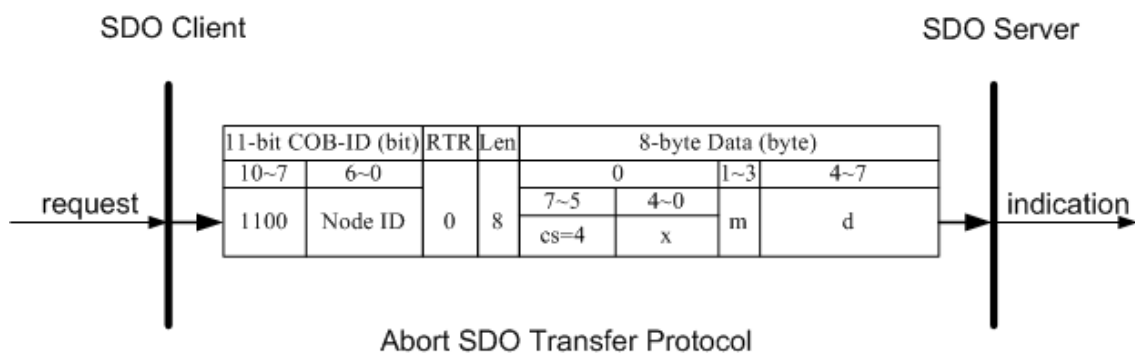 SDO Client SDO Server
11-bit COB-ID (bit) RTR Len 8-byte Data (byte)
10~7 6~0 0 1~3 4~7
request 1100 Node ID 0 8 7~5 4~0 m d indication
cs=4 x
Abort SDO Transfer Protocol